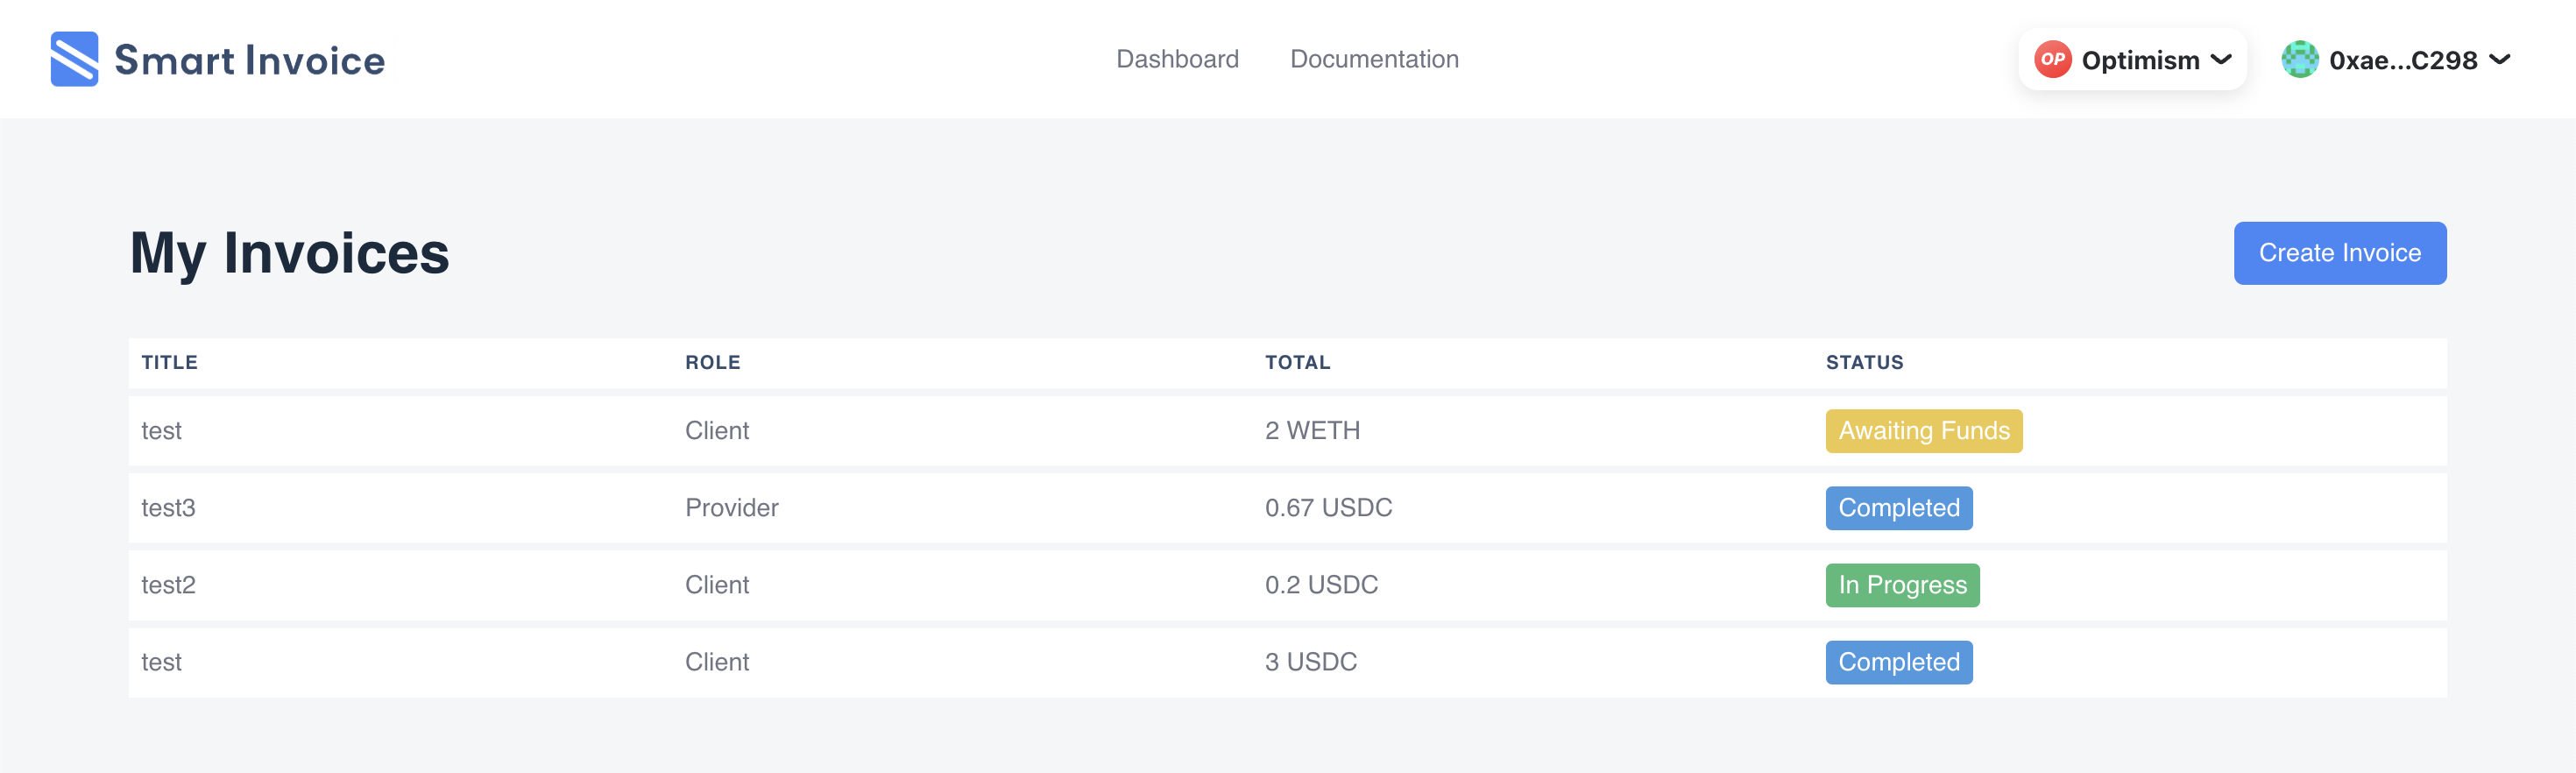 Smart Invoice Dashboard Documentation OP Optimism 0xae...C298
My Invoices Create Invoice
TITLE ROLE TOTAL STATUS
test Client 2 WETH Awaiting Funds
test3 Provider 0.67 USDC Completed
test2 Client 0.2 USDC In Progress
test Client 3 USDC Completed